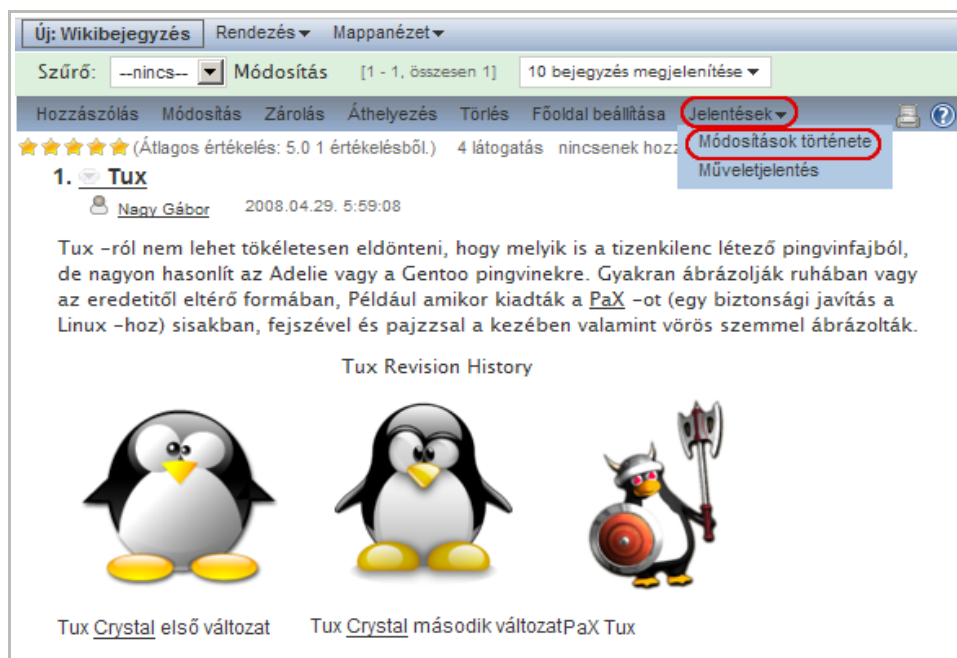 Új: Wikibejegyzés Rendezés Mappanézet
Szűrő: --nincs-- Módosítás [1 - 1, összesen 1] 10 bejegyzés megjelenítése
Hozzászólás Módosítás Zárolás Áthelyezés Törlés Főoldal beállítása Jelentések
(Átlagos értékelés: 5.0 1 értékelésből.) 4 látogatás nincsenek
Módosítások története
Műveletjelentés
1. Tux
Nagy Gábor 2008.04.29. 5:59:08
Tux -ról nem lehet tökéletesen eldönteni, hogy melyik is a tizenkilenc létező pingvinfajból,
de nagyon hasonlít az Adelie vagy a Gentoo pingvinekre. Gyakran ábrázolják ruhában vagy
az eredetitől eltérő formában, Például amikor kiadták a PaX -ot (egy biztonsági javítás a
Linux -hoz) sisakban, fejszével és pajzzsal a kezében valamint vörös szemmel ábrázolták.
Tux Revision History
Tux Crystal első változat Tux Crystal második változat PaX Tux